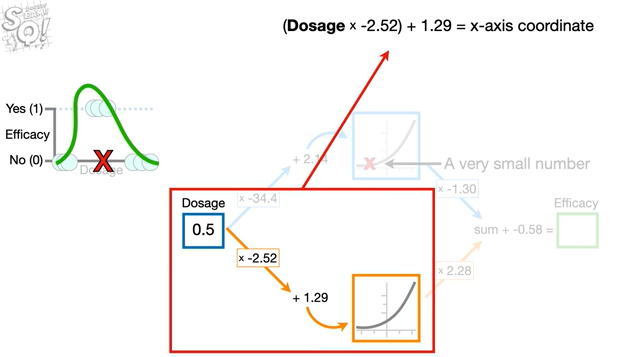 (Dosage × -2.52) + 1.29 = x-axis coordinate
Yes (1)
Efficacy
No (0)
Dosage
+ 2.14
A very small number
Dosage
0.5
× -34.4
× -1.30
Efficacy
sum + -0.58 =
× -2.52
+ 1.29
× 2.28